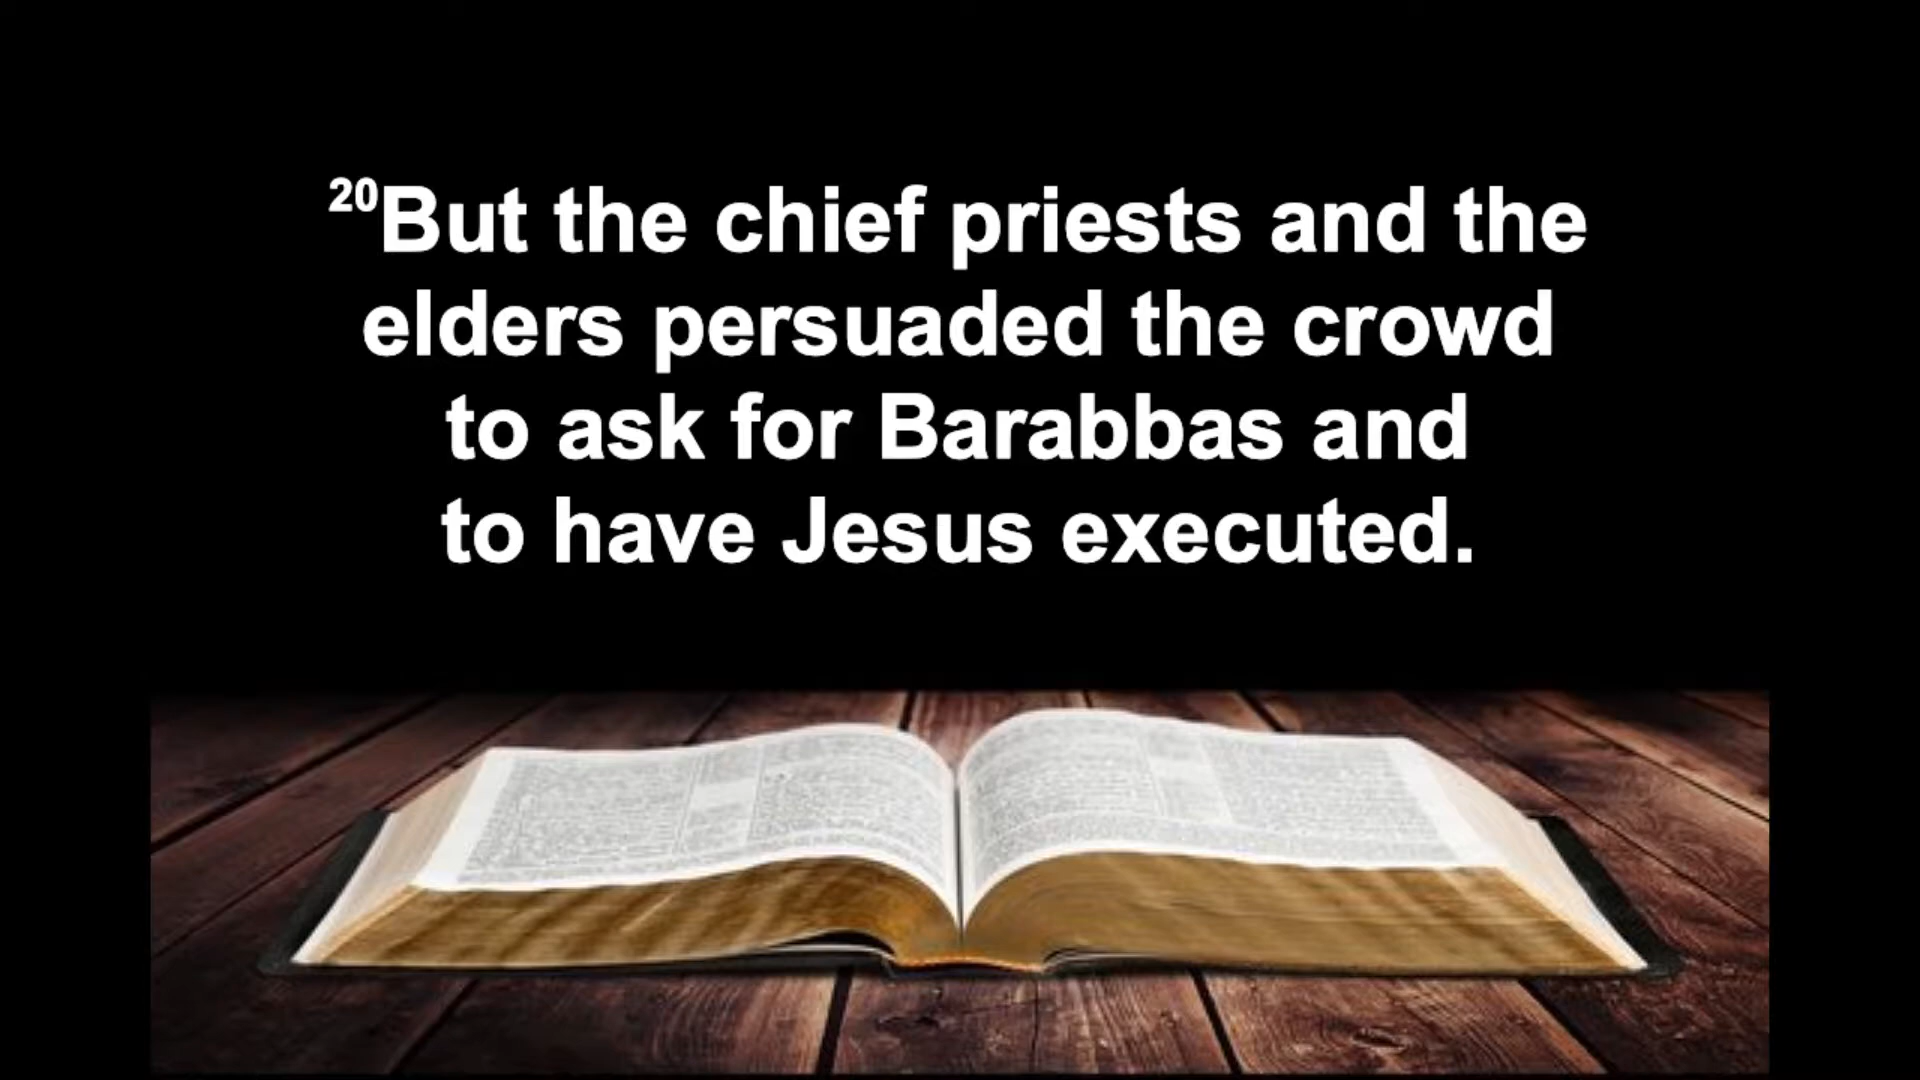 20But the chief priests and the
elders persuaded the crowd
to ask for Barabbas and
to have Jesus executed.